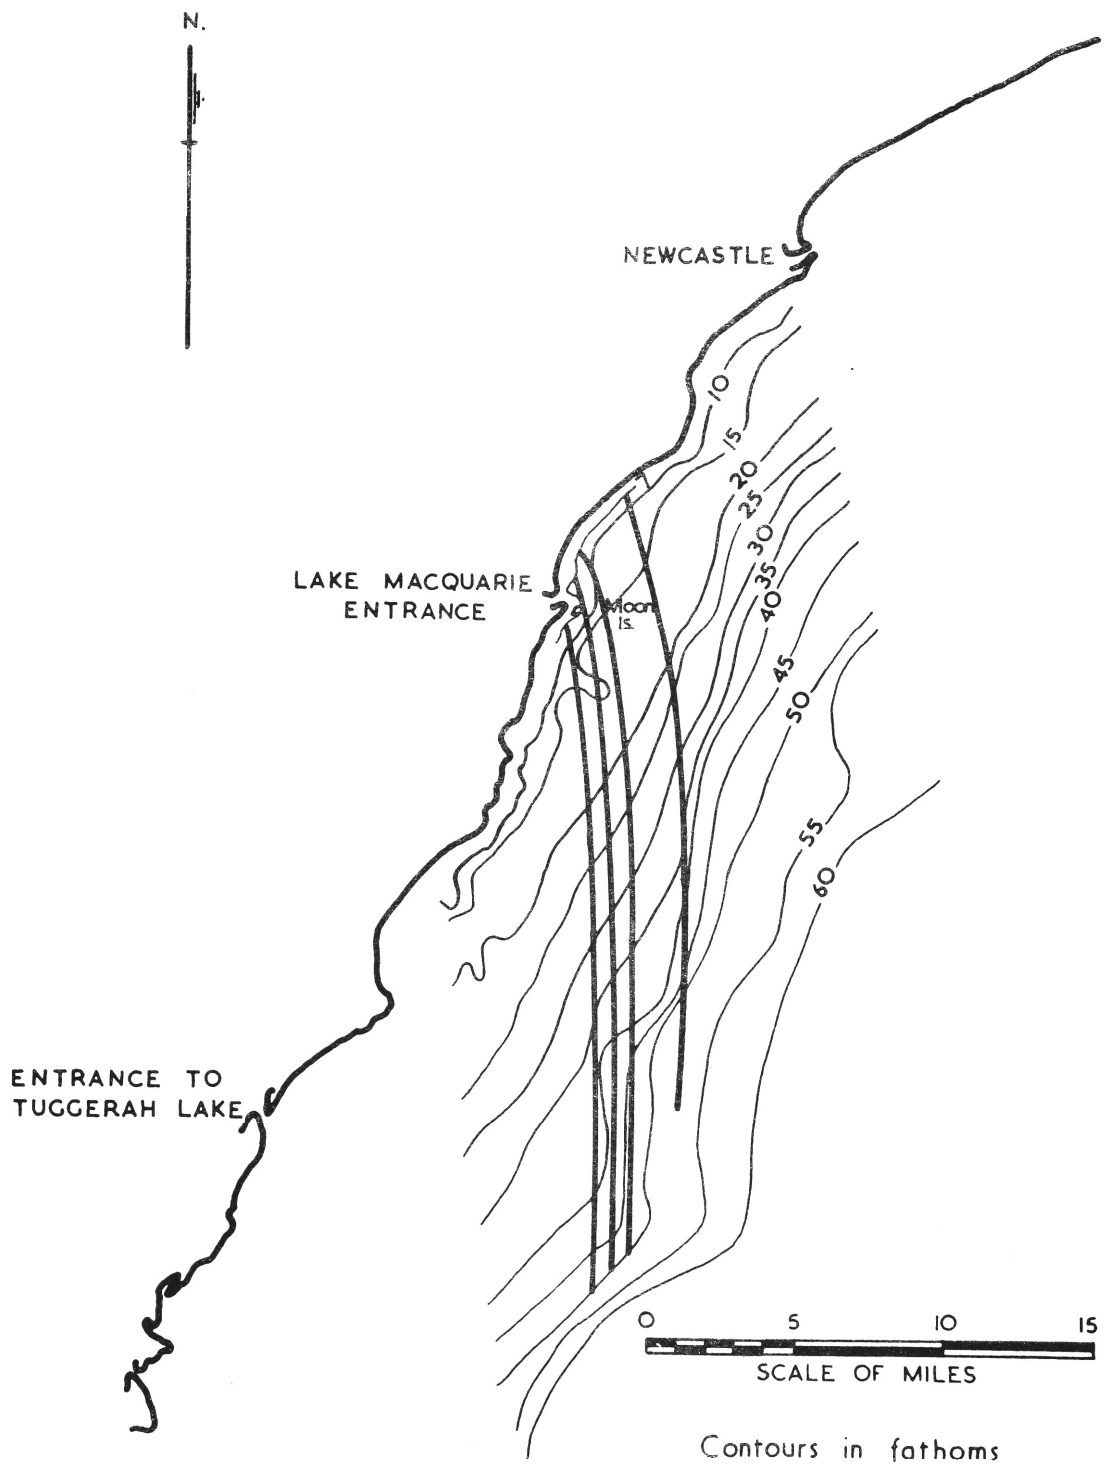 N.
NEWCASTLE
10
15
20
25
30
35
40
LAKE MACQUARIE
ENTRANCE
Moon
Is.
45
50
55
60
ENTRANCE TO
TUGGERAH LAKE
0 5 10 15
SCALE OF MILES
Contours in fathoms